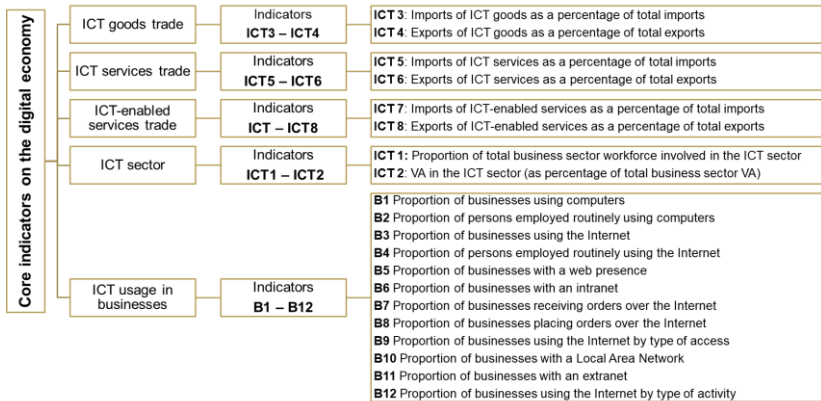 Core indicators on the digital economy
ICT goods trade
Indicators
ICT3 – ICT4
ICT 3: Imports of ICT goods as a percentage of total imports
ICT 4: Exports of ICT goods as a percentage of total exports
ICT services trade
Indicators
ICT5 – ICT6
ICT 5: Imports of ICT services as a percentage of total imports
ICT 6: Exports of ICT services as a percentage of total exports
ICT-enabled
services trade
Indicators
ICT – ICT8
ICT 7: Imports of ICT-enabled services as a percentage of total imports
ICT 8: Exports of ICT-enabled services as a percentage of total exports
ICT sector
Indicators
ICT1 – ICT2
ICT 1: Proportion of total business sector workforce involved in the ICT sector
ICT 2: VA in the ICT sector (as percentage of total business sector VA)
ICT usage in
businesses
Indicators
B1 – B12
B1 Proportion of businesses using computers
B2 Proportion of persons employed routinely using computers
B3 Proportion of businesses using the Internet
B4 Proportion of persons employed routinely using the Internet
B5 Proportion of businesses with a web presence
B6 Proportion of businesses with an intranet
B7 Proportion of businesses receiving orders over the Internet
B8 Proportion of businesses placing orders over the Internet
B9 Proportion of businesses using the Internet by type of access
B10 Proportion of businesses with a Local Area Network
B11 Proportion of businesses with an extranet
B12 Proportion of businesses using the Internet by type of activity